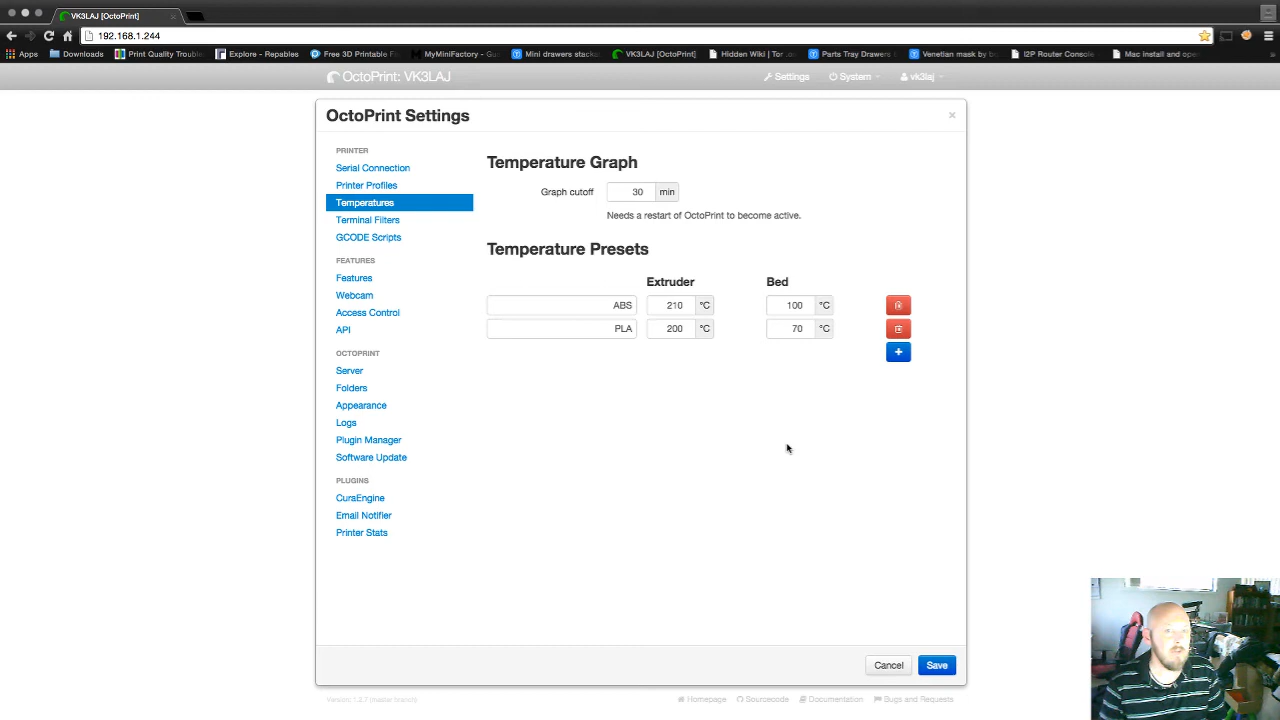 VK3LAJ [OctoPrint]
192.168.1.244
Apps Downloads Print Quality Troub Explore - Repables Free 3D Printable F MyMiniFactory - G VK3LAJ [OctoPrint] Mini drawers stack Hidden Wiki | Tor Parts Tray Drawers Venetian mask by b I2P Router Console Mac install and open »
OctoPrint: VK3LAJ Settings System vk3laj
OctoPrint Settings ×
PRINTER
Serial Connection
Printer Profiles
Temperatures
Terminal Filters
GCODE Scripts
FEATURES
Features
Webcam
Access Control
API
OCTOPRINT
Server
Folders
Appearance
Logs
Plugin Manager
Software Update
PLUGINS
CuraEngine
Email Notifier
Printer Stats
Temperature Graph
Graph cutoff 30 min
Needs a restart of OctoPrint to become active.
Temperature Presets
Extruder Bed
ABS 210 °C 100 °C
PLA 200 °C 70 °C
+
Cancel Save
Version: 1.2.7 (master branch) Homepage Sourcecode Documentation Bugs and Requests